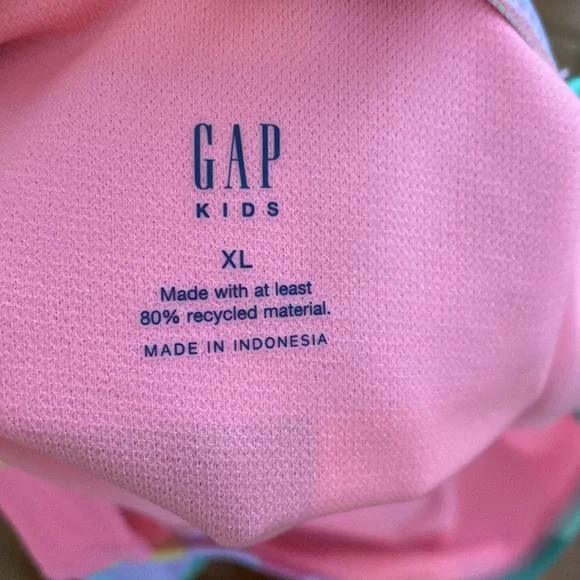 GAP
KIDS
XL
Made with at least
80% recycled material.
MADE IN INDONESIA